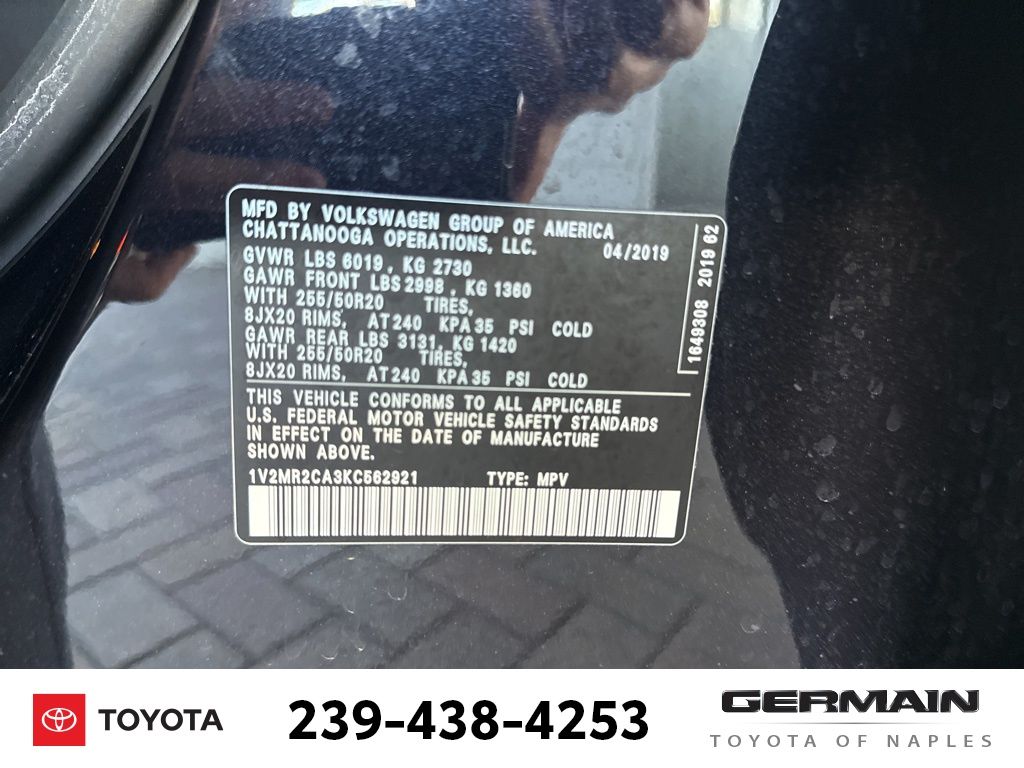 MFD BY VOLKSWAGEN GROUP OF AMERICA
CHATTANOOGA OPERATIONS, LLC. 04/2019
GVWR LBS 6019, KG 2730
GAWR FRONT LBS 2998, KG 1360
WITH 255/50R20 TIRES,
8JX20 RIMS, AT 240 KPA 35 PSI COLD
GAWR REAR LBS 3131, KG 1420
WITH 255/50R20 TIRES,
8JX20 RIMS, AT 240 KPA 35 PSI COLD
1649308 2019 62
THIS VEHICLE CONFORMS TO ALL APPLICABLE
U.S. FEDERAL MOTOR VEHICLE SAFETY STANDARDS
IN EFFECT ON THE DATE OF MANUFACTURE
SHOWN ABOVE.
1V2MR2CA3KC562921 TYPE: MPV
TOYOTA
239-438-4253
GERMAIN
TOYOTA OF NAPLES